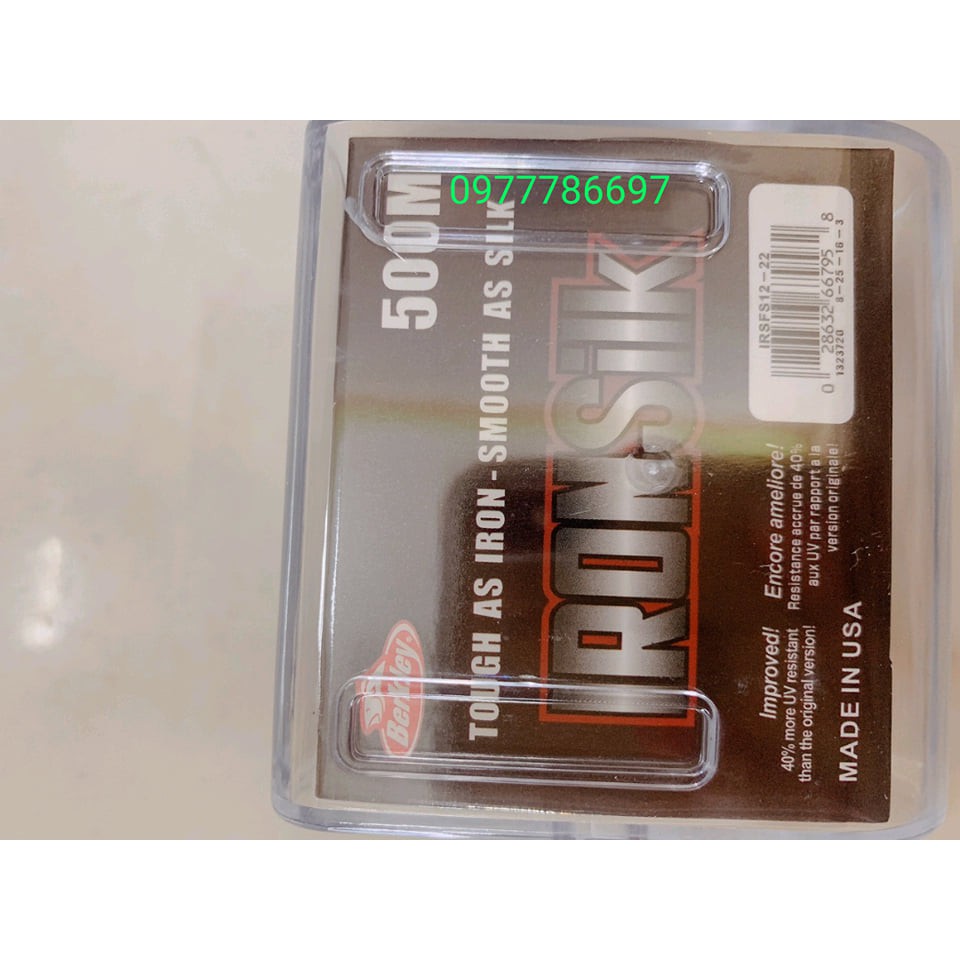 0977786697
500M
Berkley
TOUGH AS IRON - SMOOTH AS SILK
IRONSilk
Improved!
40% more UV resistant
than the original version!
Encore ameliore!
Resistance accrue de 40%
aux UV par rapport a la
version originale!
MADE IN USA
IRSFS12-22
0 28632 66795 8
1323720 8-25-16-3